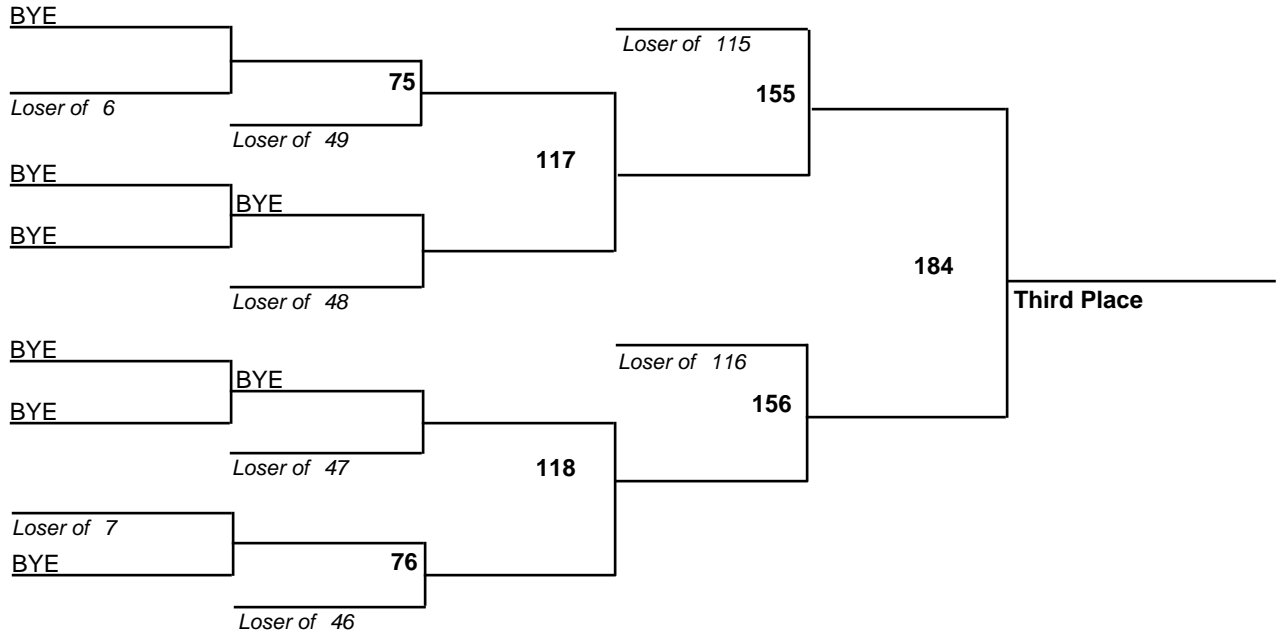 BYE
Loser of 115
75
155
Loser of 6
Loser of 49
117
BYE
BYE
BYE
184
Loser of 48
Third Place
BYE
Loser of 116
BYE
156
BYE
Loser of 47
118
Loser of 7
BYE
76
Loser of 46